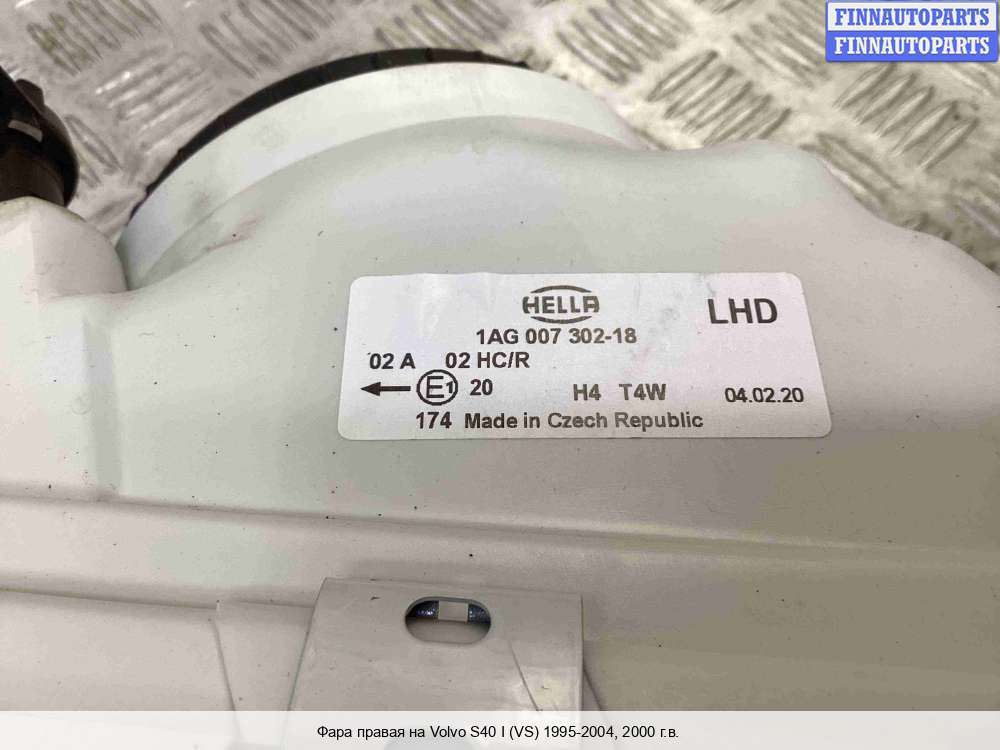 FINNAUTOPARTS
FINNAUTOPARTS
HELLA
LHD
1AG 007 302-18
02 A 02 HC/R
E1 20 H4 T4W 04.02.20
174 Made in Czech Republic
Фара правая на Volvo S40 I (VS) 1995-2004, 2000 г.в.